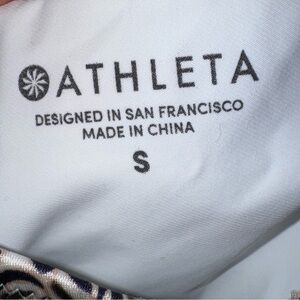 ATHLETA
DESIGNED IN SAN FRANCISCO
MADE IN CHINA
S